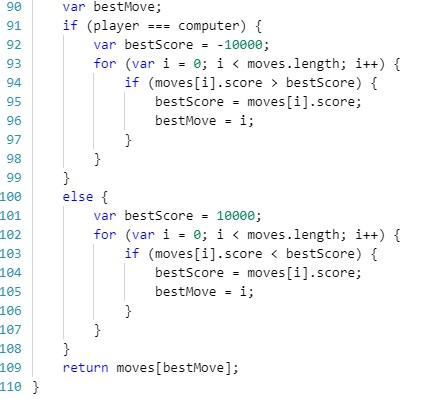 90 var bestMove;
91 if (player === computer) {
92 var bestScore = -10000;
93 for (var i = 0; i < moves.length; i++) {
94 if (moves[i].score > bestScore) {
95 bestScore = moves[i].score;
96 bestMove = i;
97 }
98 }
99 }
100 else {
101 var bestScore = 10000;
102 for (var i = 0; i < moves.length; i++) {
103 if (moves[i].score < bestScore) {
104 bestScore = moves[i].score;
105 bestMove = i;
106 }
107 }
108 }
109 return moves[bestMove];
110 }